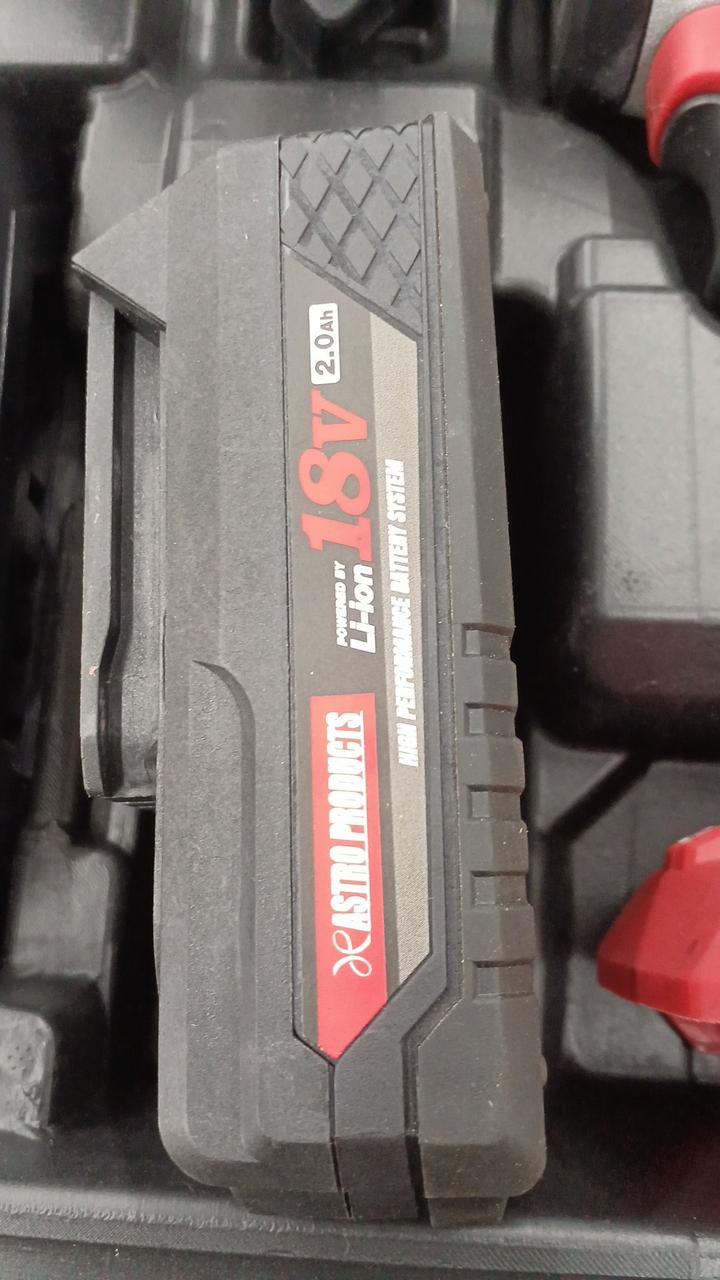 ASTRO PRODUCTS
POWERED BY
Li-ion
18V
2.0Ah
HIGH PERFORMANCE BATTERY SYSTEM